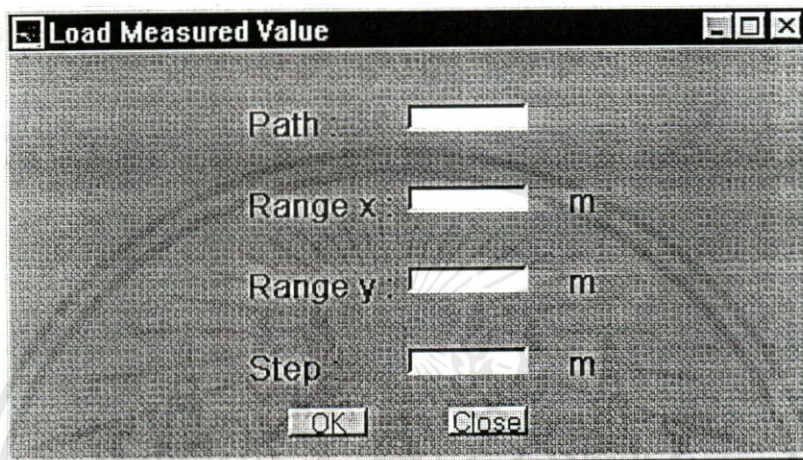 Load Measured Value
Path :
Range x : m
Range y : m
Step : m
OK Close